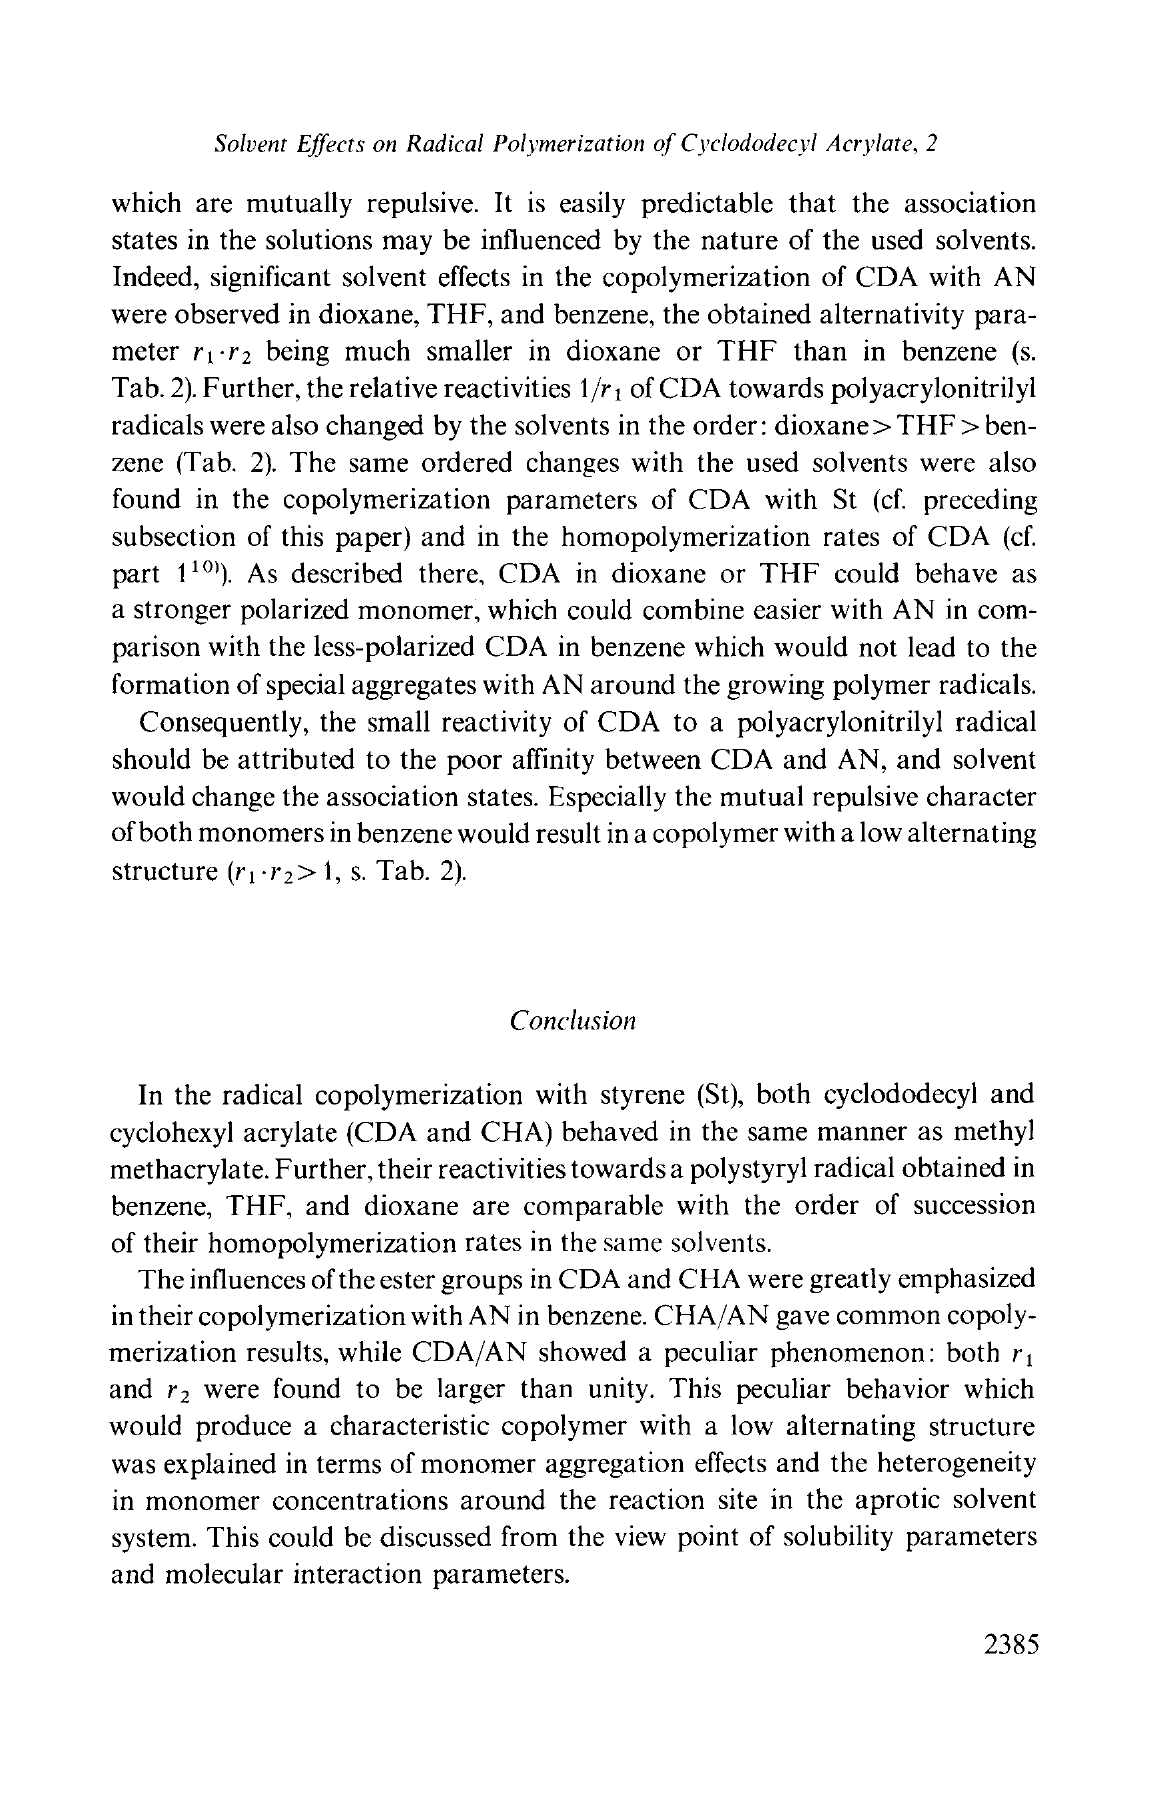 Solvent Effects on Radical Polymerization of Cyclododecyl Acrylate, 2
which are mutually repulsive. It is easily predictable that the association
states in the solutions may be influenced by the nature of the used solvents.
Indeed, significant solvent effects in the copolymerization of CDA with AN
were observed in dioxane, THF, and benzene, the obtained alternativity para-
meter r₁·r₂ being much smaller in dioxane or THF than in benzene (s.
Tab. 2). Further, the relative reactivities 1/r₁ of CDA towards polyacrylonitrilyl
radicals were also changed by the solvents in the order: dioxane > THF > ben-
zene (Tab. 2). The same ordered changes with the used solvents were also
found in the copolymerization parameters of CDA with St (cf. preceding
subsection of this paper) and in the homopolymerization rates of CDA (cf.
part 1¹⁰⁾). As described there, CDA in dioxane or THF could behave as
a stronger polarized monomer, which could combine easier with AN in com-
parison with the less-polarized CDA in benzene which would not lead to the
formation of special aggregates with AN around the growing polymer radicals.
Consequently, the small reactivity of CDA to a polyacrylonitrilyl radical
should be attributed to the poor affinity between CDA and AN, and solvent
would change the association states. Especially the mutual repulsive character
of both monomers in benzene would result in a copolymer with a low alternating
structure (r₁·r₂ > 1, s. Tab. 2).
Conclusion
In the radical copolymerization with styrene (St), both cyclododecyl and
cyclohexyl acrylate (CDA and CHA) behaved in the same manner as methyl
methacrylate. Further, their reactivities towards a polystyryl radical obtained in
benzene, THF, and dioxane are comparable with the order of succession
of their homopolymerization rates in the same solvents.
The influences of the ester groups in CDA and CHA were greatly emphasized
in their copolymerization with AN in benzene. CHA/AN gave common copoly-
merization results, while CDA/AN showed a peculiar phenomenon: both r₁
and r₂ were found to be larger than unity. This peculiar behavior which
would produce a characteristic copolymer with a low alternating structure
was explained in terms of monomer aggregation effects and the heterogeneity
in monomer concentrations around the reaction site in the aprotic solvent
system. This could be discussed from the view point of solubility parameters
and molecular interaction parameters.
2385